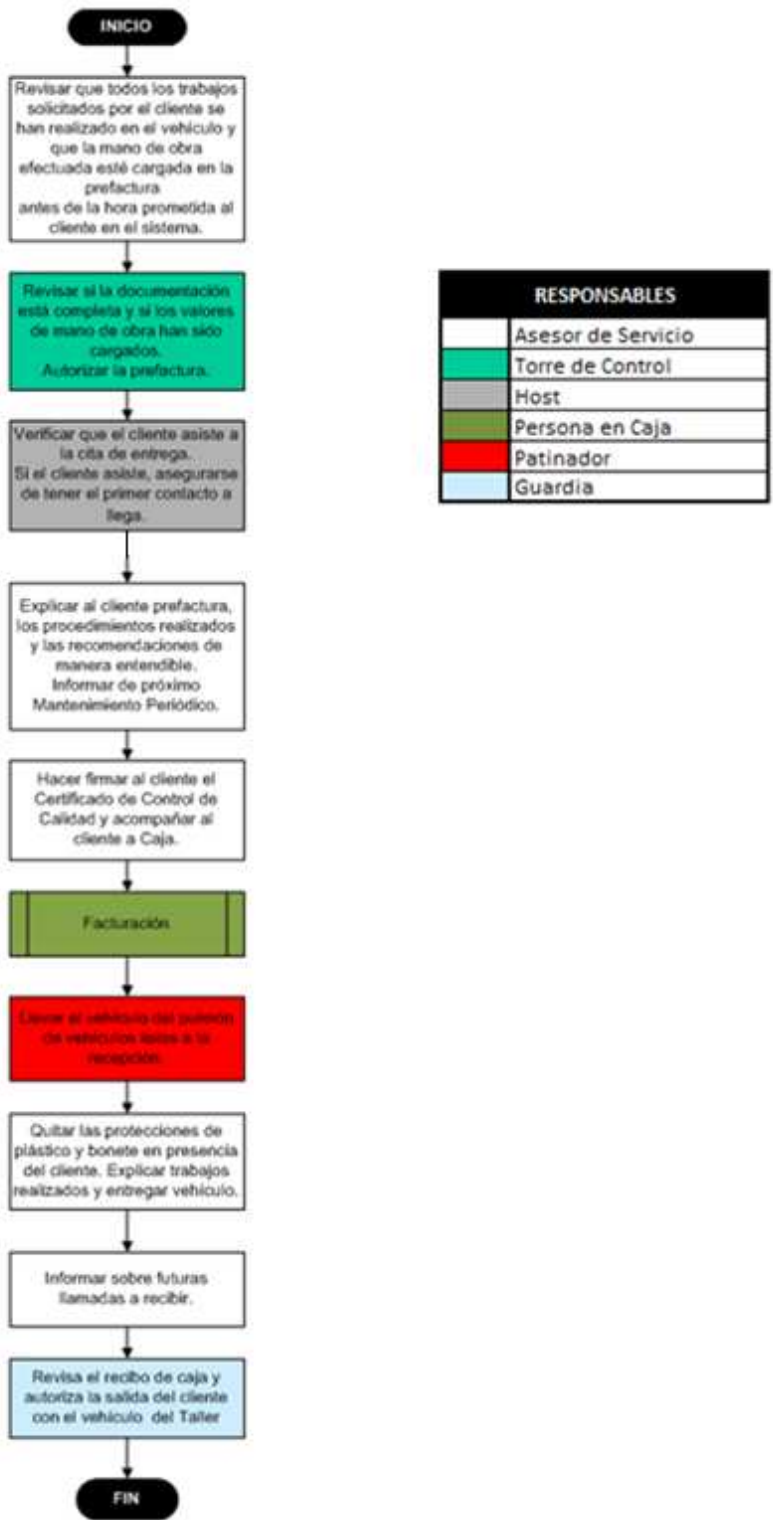 INICIO
Revisar que todos los trabajos
solicitados por el cliente se
han realizado en el vehículo y
que la mano de obra
efectuada esté cargada en la
prefactura
antes de la hora prometida al
cliente en el sistema.
Revisar si la documentación
está completa y si los valores
de mano de obra han sido
cargados.
Autorizar la prefactura.
Verificar que el cliente asiste a
la cita de entrega.
Si el cliente asiste, asegurarse
de tener el primer contacto a
llega.
Explicar al cliente prefactura,
los procedimientos realizados
y las recomendaciones de
manera entendible.
Informar de próximo
Mantenimiento Periódico.
Hacer firmar al cliente el
Certificado de Control de
Calidad y acompañar al
cliente a Caja.
Facturación
el vehículo del
de vehículos a la
recepción
Quitar las protecciones de
plástico y bonete en presencia
del cliente. Explicar trabajos
realizados y entregar vehículo.
Informar sobre futuras
llamadas a recibir.
Revisa el recibo de caja y
autoriza la salida del cliente
con el vehículo del Taller
FIN
RESPONSABLES
Asesor de Servicio
Torre de Control
Host
Persona en Caja
Patinador
Guardia